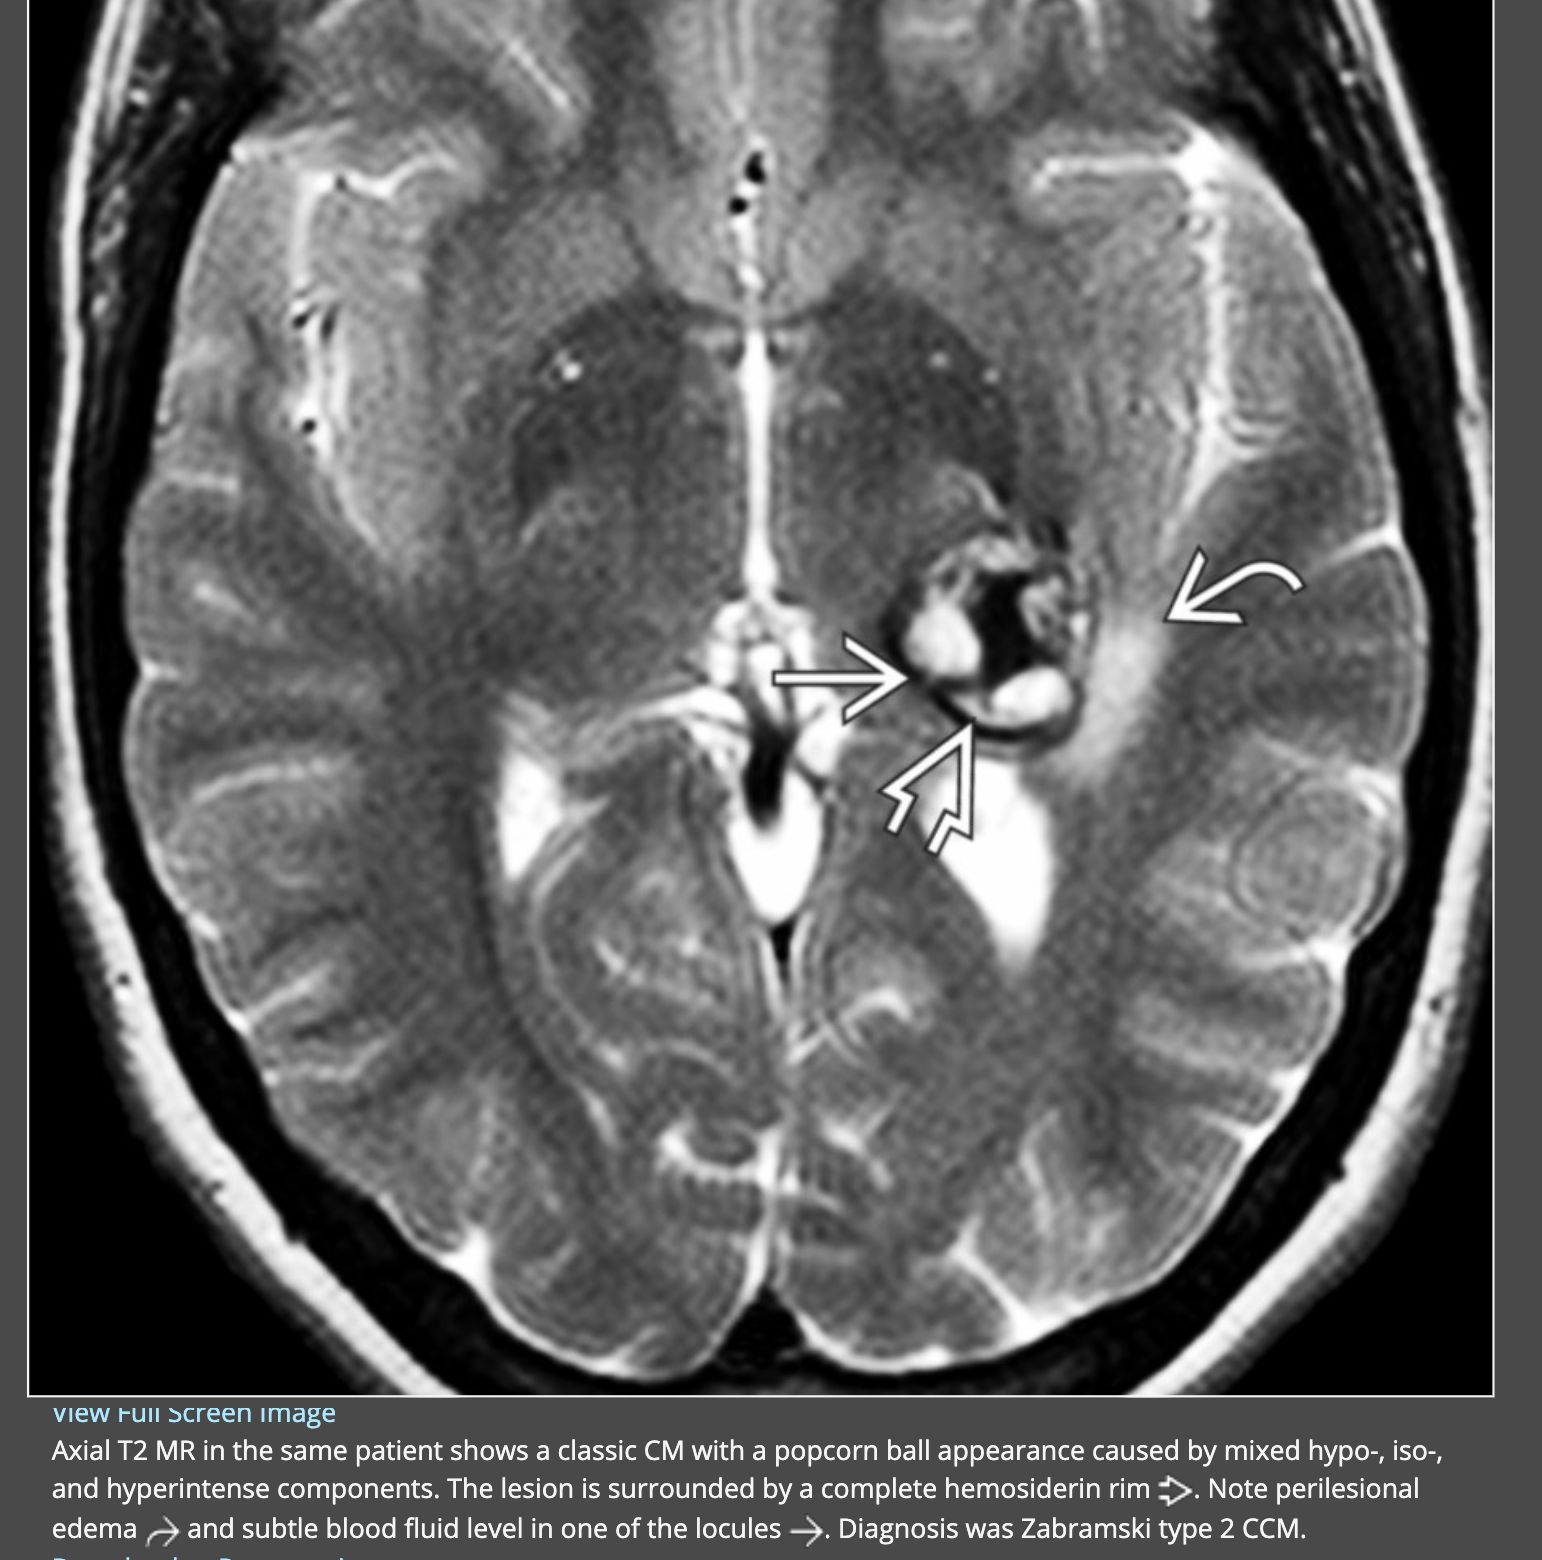 View Full Screen Image
Axial T2 MR in the same patient shows a classic CM with a popcorn ball appearance caused by mixed hypo-, iso-,
and hyperintense components. The lesion is surrounded by a complete hemosiderin rim . Note perilesional
edema and subtle blood fluid level in one of the locules . Diagnosis was Zabramski type 2 CCM.